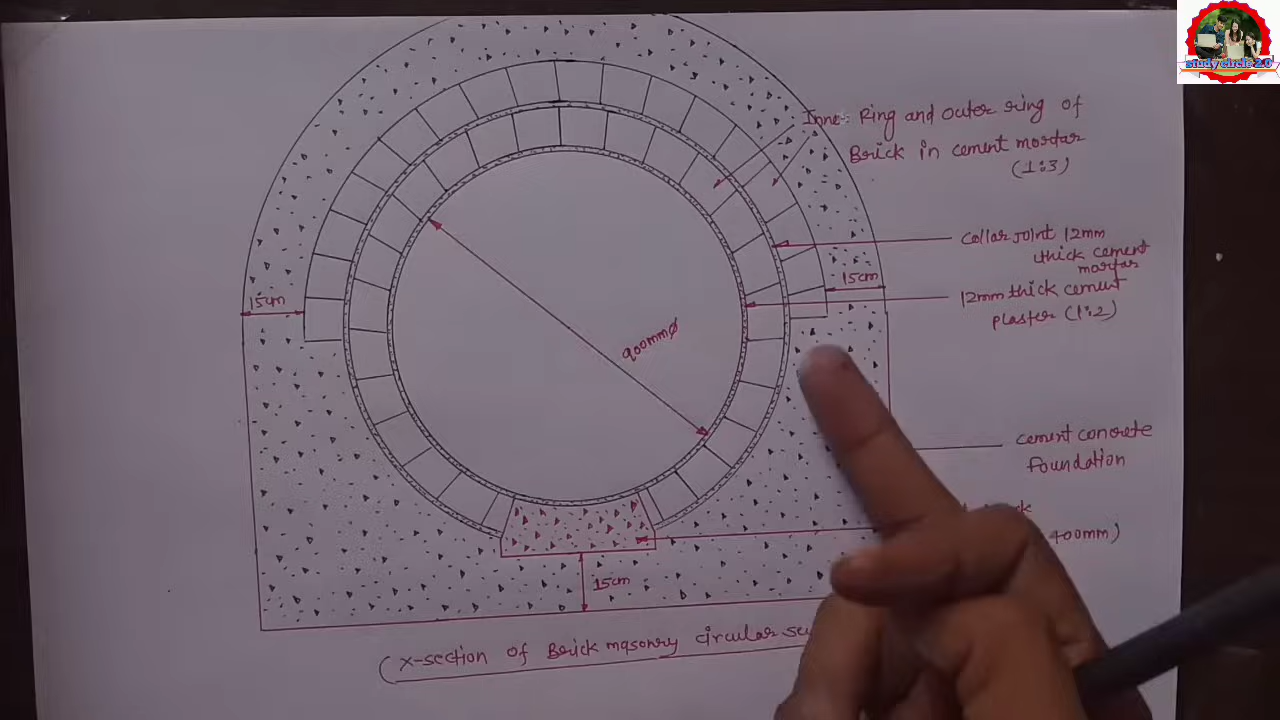 study circle 2.0
Inner Ring and outer ring of
Brick in cement mortar
(1:3)
collar joint 12mm
thick cement
mortar
15cm
15cm
12mm thick cement
plaster (1:2)
900mmø
cement concrete
foundation
400mm)
15cm
(X-section of Brick masonry circular